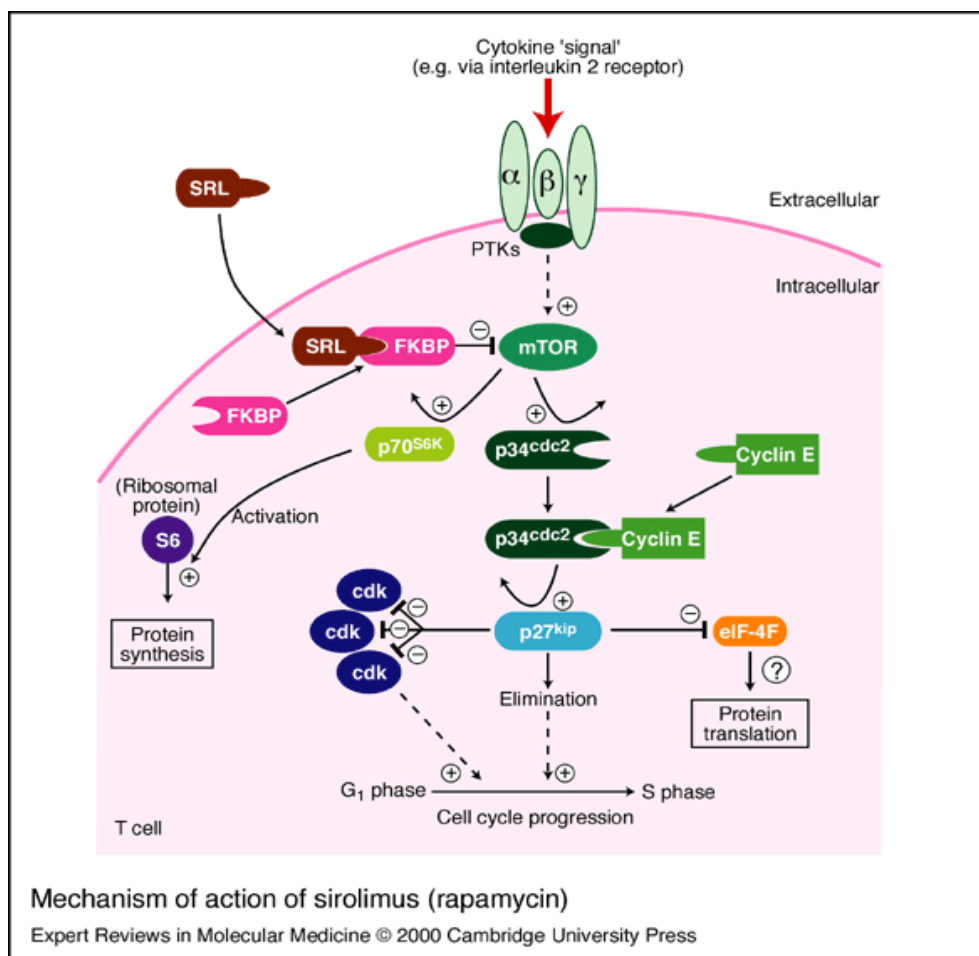 Cytokine 'signal'
(e.g. via interleukin 2 receptor)
α β γ
SRL
Extracellular
PTKs
Intracellular
+
−
SRL FKBP mTOR
FKBP
+
+
p70S6K
p34cdc2
Cyclin E
(Ribosomal
protein)
Activation
S6
p34cdc2 Cyclin E
+
cdk
−
+
−
cdk − p27kip eIF-4F
−
cdk
?
Protein
synthesis
Elimination
Protein
translation
+ +
G1 phase S phase
Cell cycle progression
T cell
Mechanism of action of sirolimus (rapamycin)
Expert Reviews in Molecular Medicine © 2000 Cambridge University Press